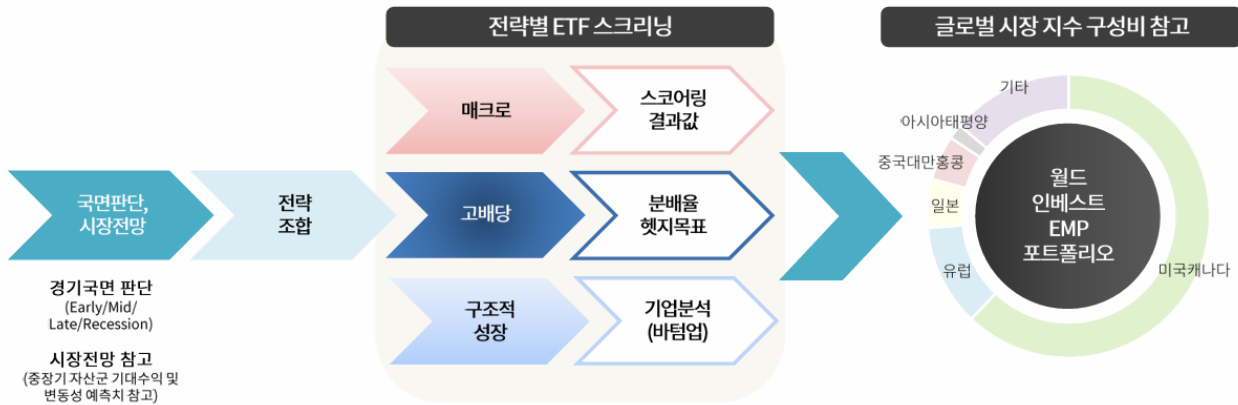 전략별 ETF 스크리닝
글로벌 시장 지수 구성비 참고
국면판단,
시장전망
전략
조합
매크로
스코어링
결과값
고배당
분배율
헷지목표
구조적
성장
기업분석
(바텀업)
경기국면 판단
(Early/Mid/
Late/Recession)
시장전망 참고
(중장기 자산군 기대수익 및
변동성 예측치 참고)
기타
아시아태평양
중국대만홍콩
일본
유럽
미국캐나다
월드
인베스트
EMP
포트폴리오